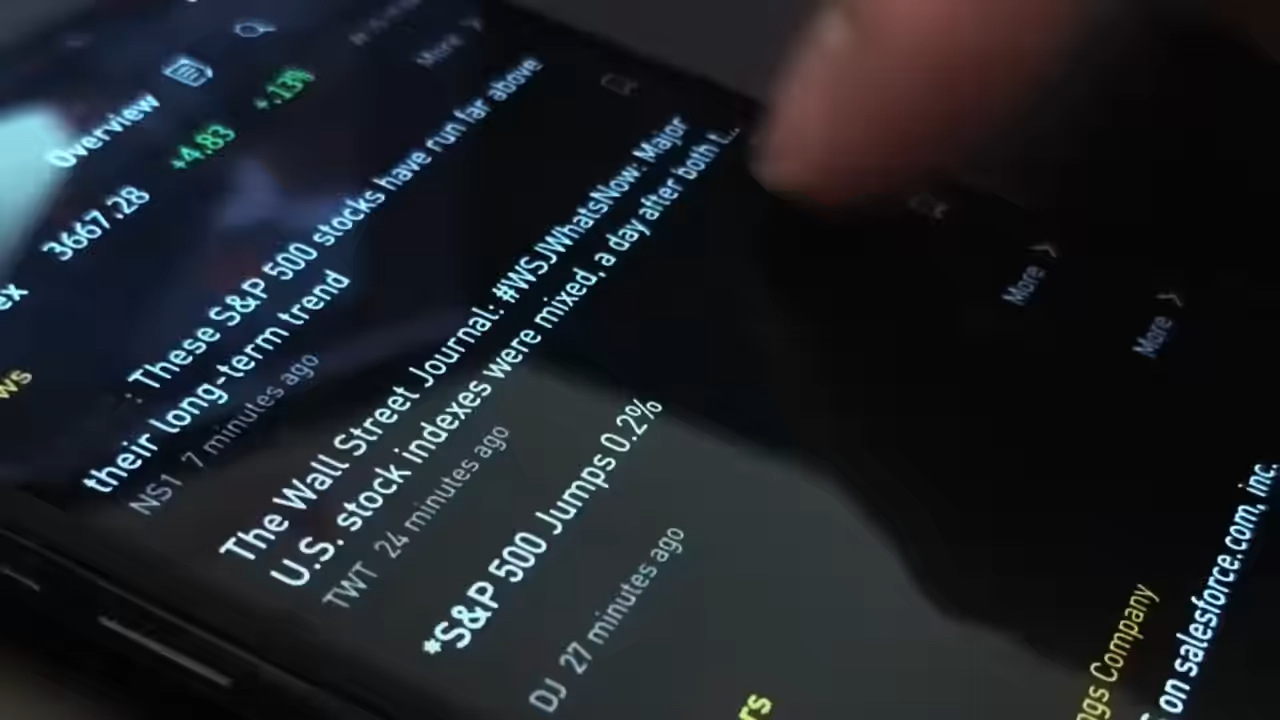 Overview
3667.28 +4.83 +.13%
More
These S&P 500 stocks have run far above
their long-term trend
NS1 7 minutes ago
The Wall Street Journal: #WSJWhatsNow: Major
U.S. stock indexes were mixed, a day after both t...
TWT 24 minutes ago
*S&P 500 Jumps 0.2%
DJ 27 minutes ago
More
More
Company
on salesforce.com, inc.